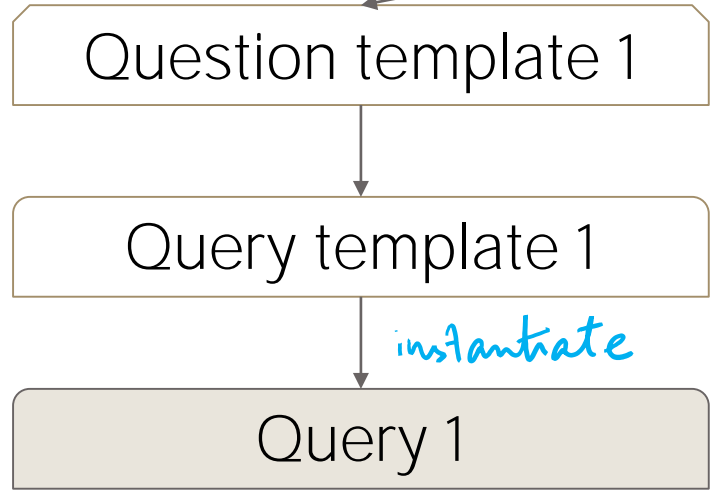 Question template 1
Query template 1
instantiate
Query 1